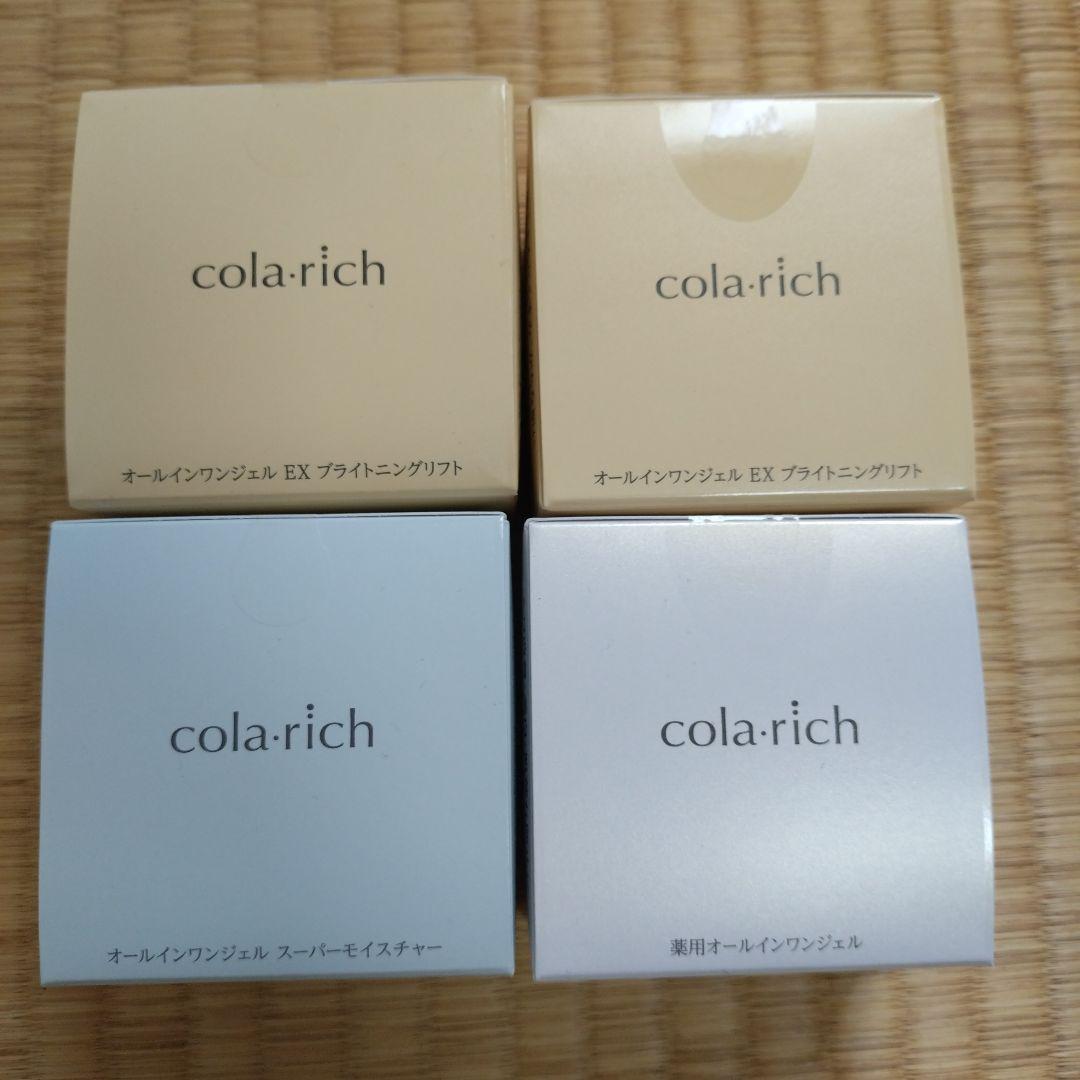 cola·rich
オールインワンジェル EX ブライトニングリフト
cola·rich
オールインワンジェル EX ブライトニングリフト
cola·rich
オールインワンジェル スーパーモイスチャー
cola·rich
薬用オールインワンジェル